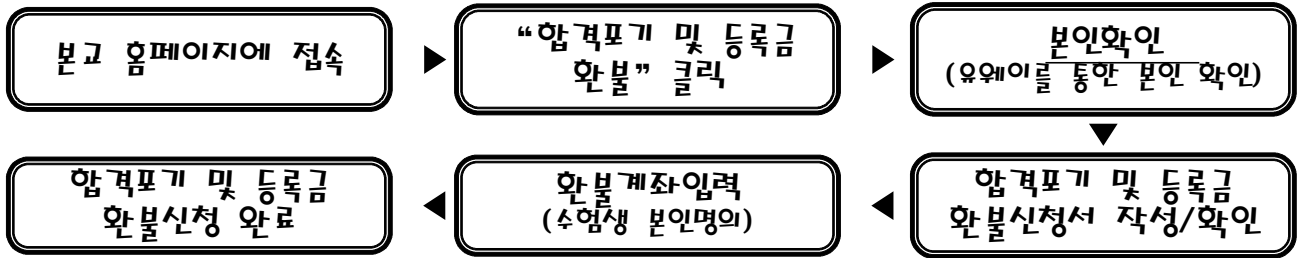 본교 홈페이지에 접속
“합격포기 및 등록금
환불” 클릭
본인확인
(유웨이를 통한 본인 확인)
합격포기 및 등록금
환불신청서 작성/확인
환불계좌입력
(수험생 본인명의)
합격포기 및 등록금
환불신청 완료